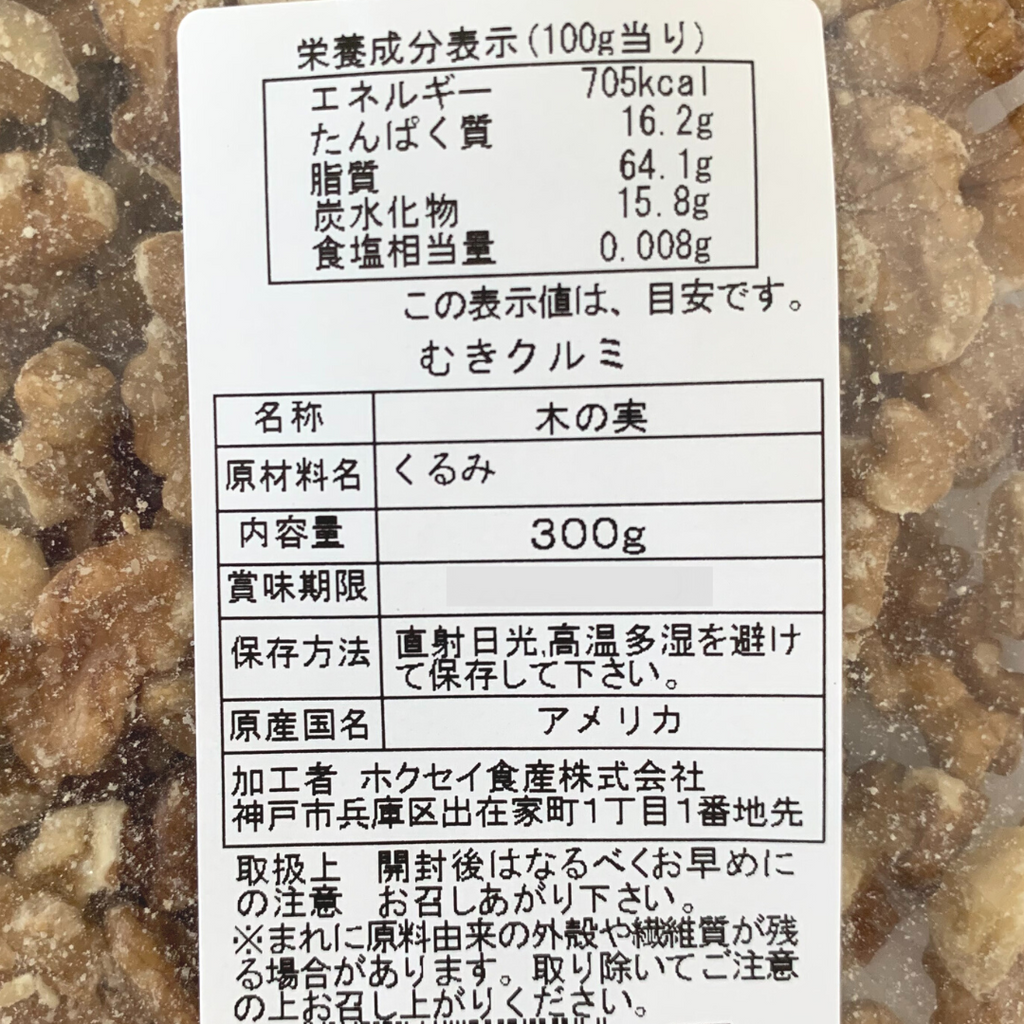 栄養成分表示(100g当り)
エネルギー 705kcal
たんぱく質 16.2g
脂質 64.1g
炭水化物 15.8g
食塩相当量 0.008g
この表示値は、目安です。
むきクルミ
名称 木の実
原材料名 くるみ
内容量 300g
賞味期限
保存方法 直射日光,高温多湿を避け
て保存して下さい。
原産国名 アメリカ
加工者 ホクセイ食産株式会社
神戸市兵庫区出在家町1丁目1番地先
取扱上 開封後はなるべくお早めに
の注意 お召しあがり下さい。
※まれに原料由来の外殻や繊維質が残
る場合があります。取り除いてご注意
の上お召し上がりください。